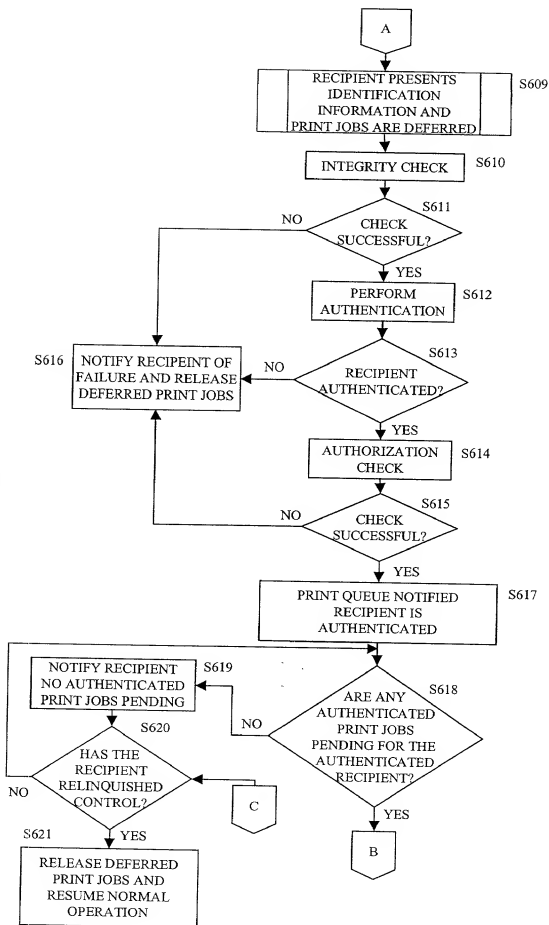 A
RECIPIENT PRESENTS
IDENTIFICATION
INFORMATION AND
PRINT JOBS ARE DEFERRED
S609
INTEGRITY CHECK
S610
S611
NO
CHECK
SUCCESSFUL?
YES
PERFORM
AUTHENTICATION
S612
S613
S616
NOTIFY RECIPEINT OF
FAILURE AND RELEASE
DEFERRED PRINT JOBS
NO
RECIPIENT
AUTHENTICATED?
YES
AUTHORIZATION
CHECK
S614
S615
NO
CHECK
SUCCESSFUL?
YES
PRINT QUEUE NOTIFIED
RECIPIENT IS
AUTHENTICATED
S617
NOTIFY RECIPIENT
NO AUTHENTICATED
PRINT JOBS PENDING
S619
S618
ARE ANY
AUTHENTICATED
PRINT JOBS
PENDING FOR THE
AUTHENTICATED
RECIPIENT?
NO
S620
HAS THE
RECIPIENT
RELINQUISHED
CONTROL?
NO
C
YES
YES
B
S621
RELEASE DEFERRED
PRINT JOBS AND
RESUME NORMAL
OPERATION